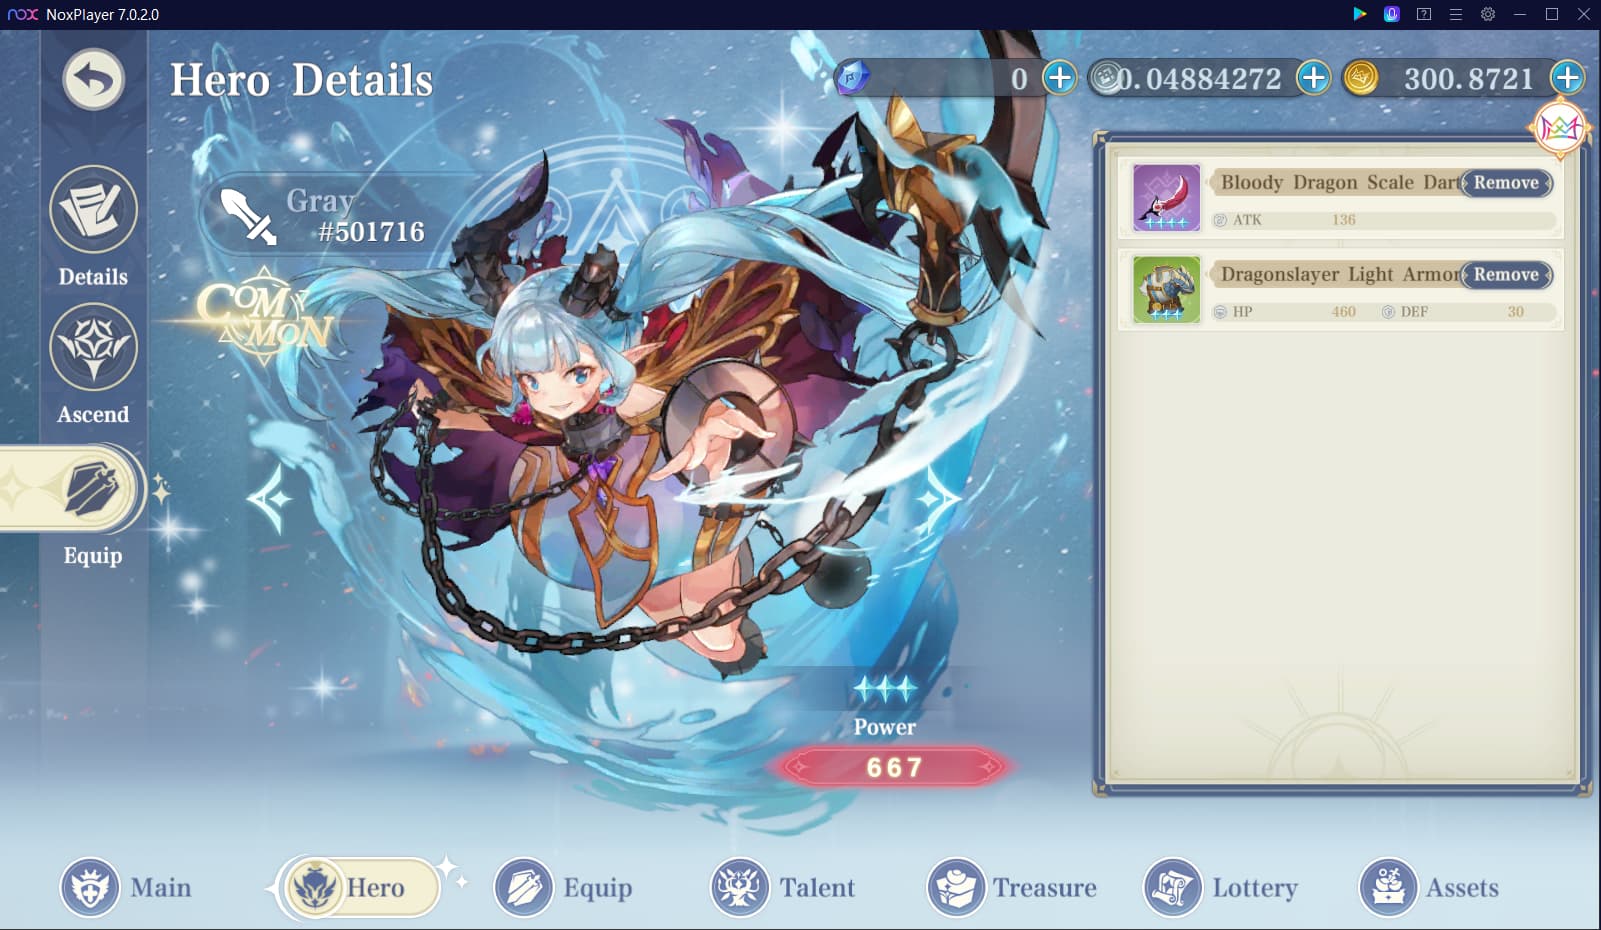 nox NoxPlayer 7.0.2.0
Hero Details
0
0.04884272
300.8721
Gray
#501716
COMMON
Details
Ascend
Equip
Bloody Dragon Scale Dart
Remove
ATK 136
Dragonslayer Light Armor
Remove
HP 460 DEF 30
Power
667
Main
Hero
Equip
Talent
Treasure
Lottery
Assets